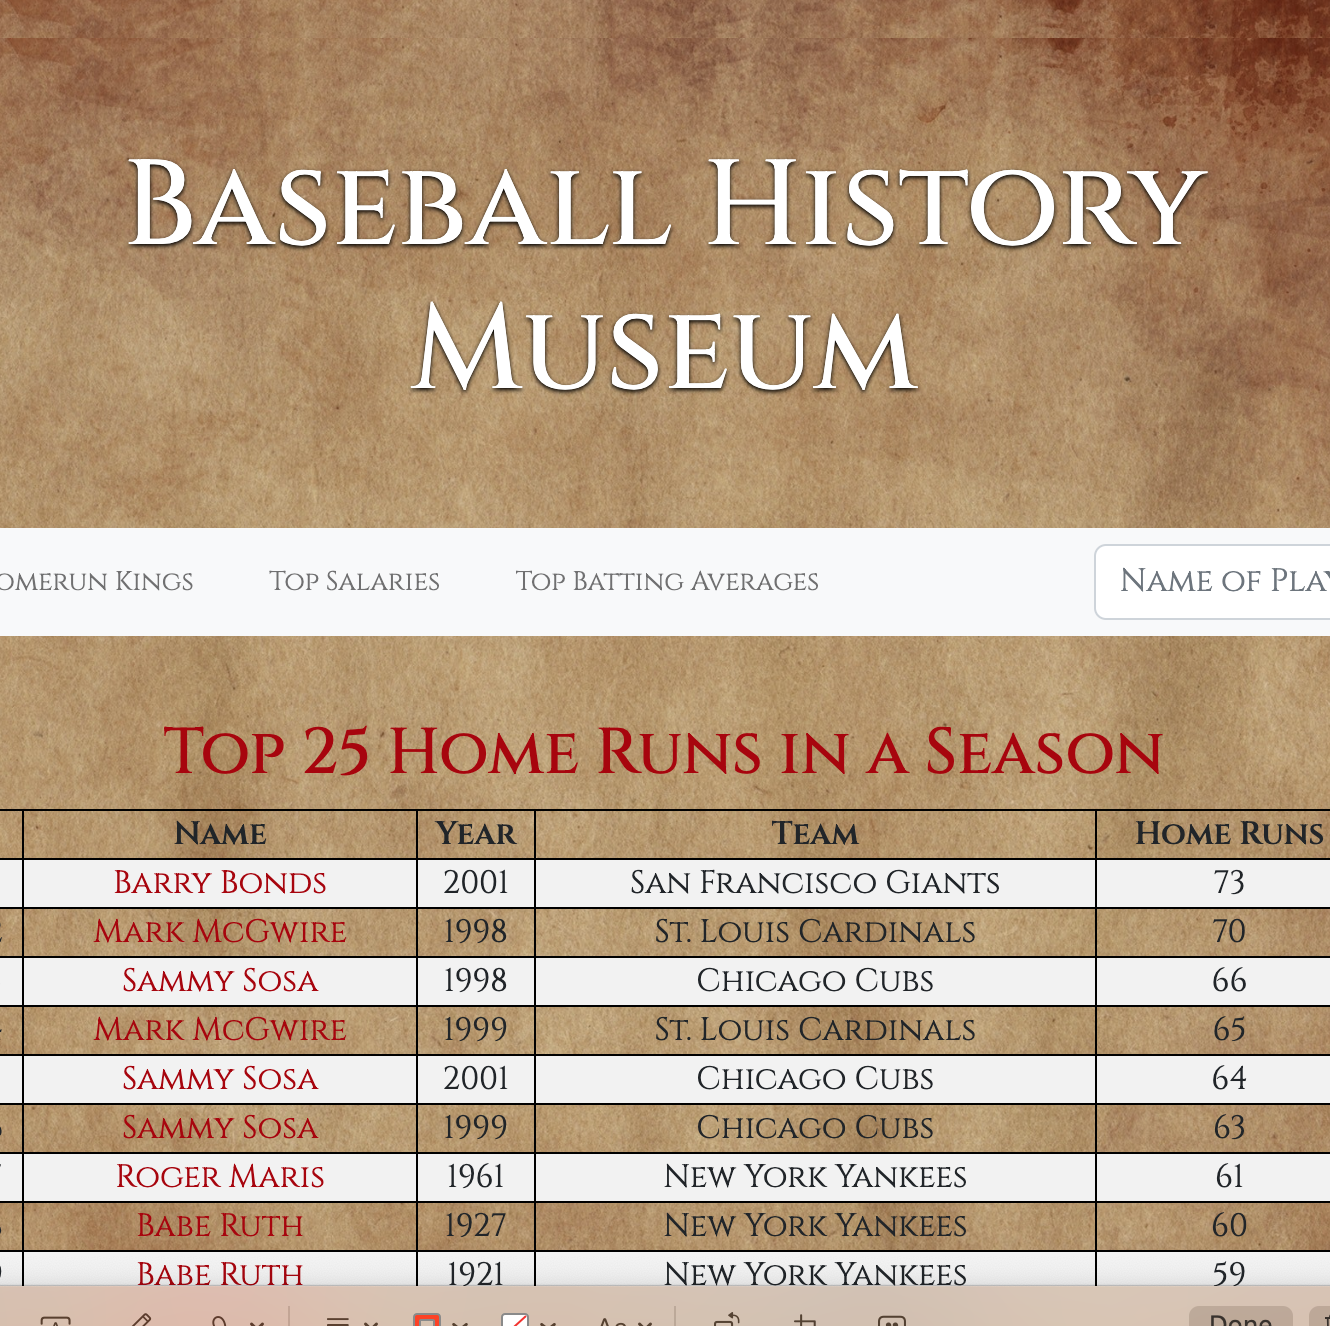 Baseball History
Museum
omerun Kings Top Salaries Top Batting Averages Name of Play
Top 25 Home Runs in a Season
Name Year Team Home Runs
Barry Bonds 2001 San Francisco Giants 73
Mark McGwire 1998 St. Louis Cardinals 70
Sammy Sosa 1998 Chicago Cubs 66
Mark McGwire 1999 St. Louis Cardinals 65
Sammy Sosa 2001 Chicago Cubs 64
Sammy Sosa 1999 Chicago Cubs 63
Roger Maris 1961 New York Yankees 61
Babe Ruth 1927 New York Yankees 60
Babe Ruth 1921 New York Yankees 59
Aa Done